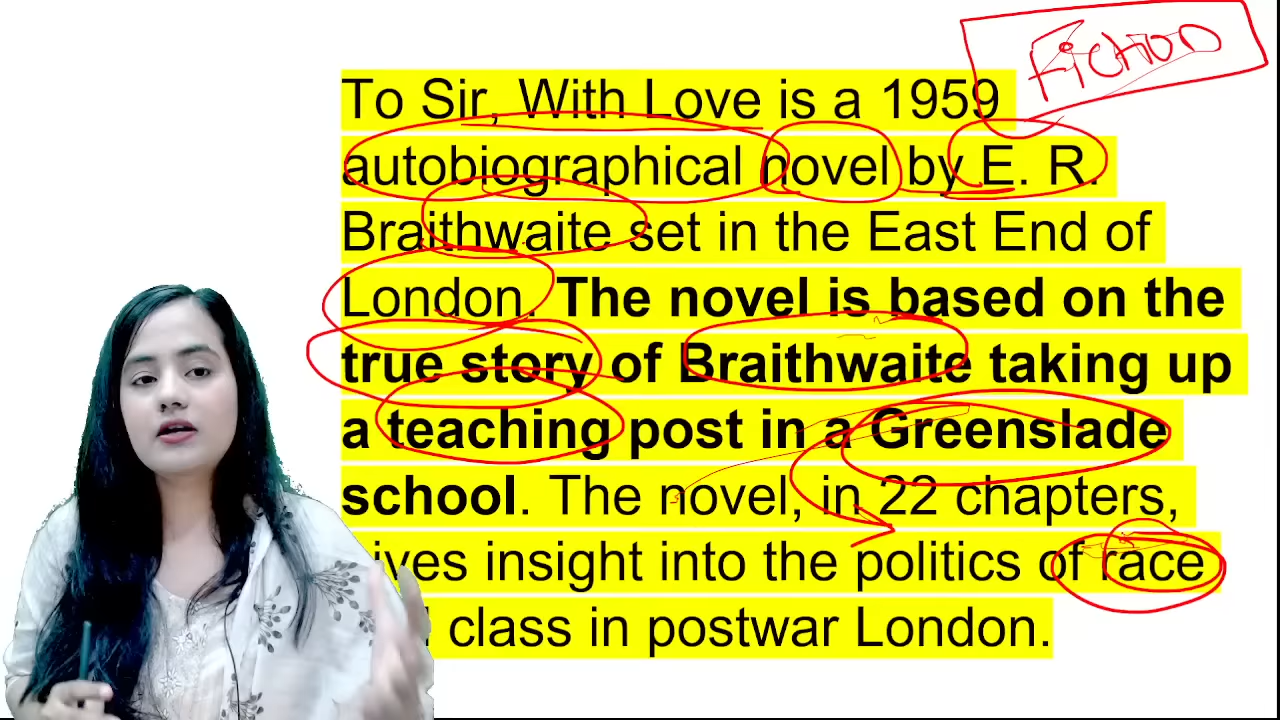 Fiction
To Sir, With Love is a 1959
autobiographical novel by E. R.
Braithwaite set in the East End of
London. The novel is based on the
true story of Braithwaite taking up
a teaching post in a Greenslade
school. The novel, in 22 chapters,
ives insight into the politics of race
class in postwar London.